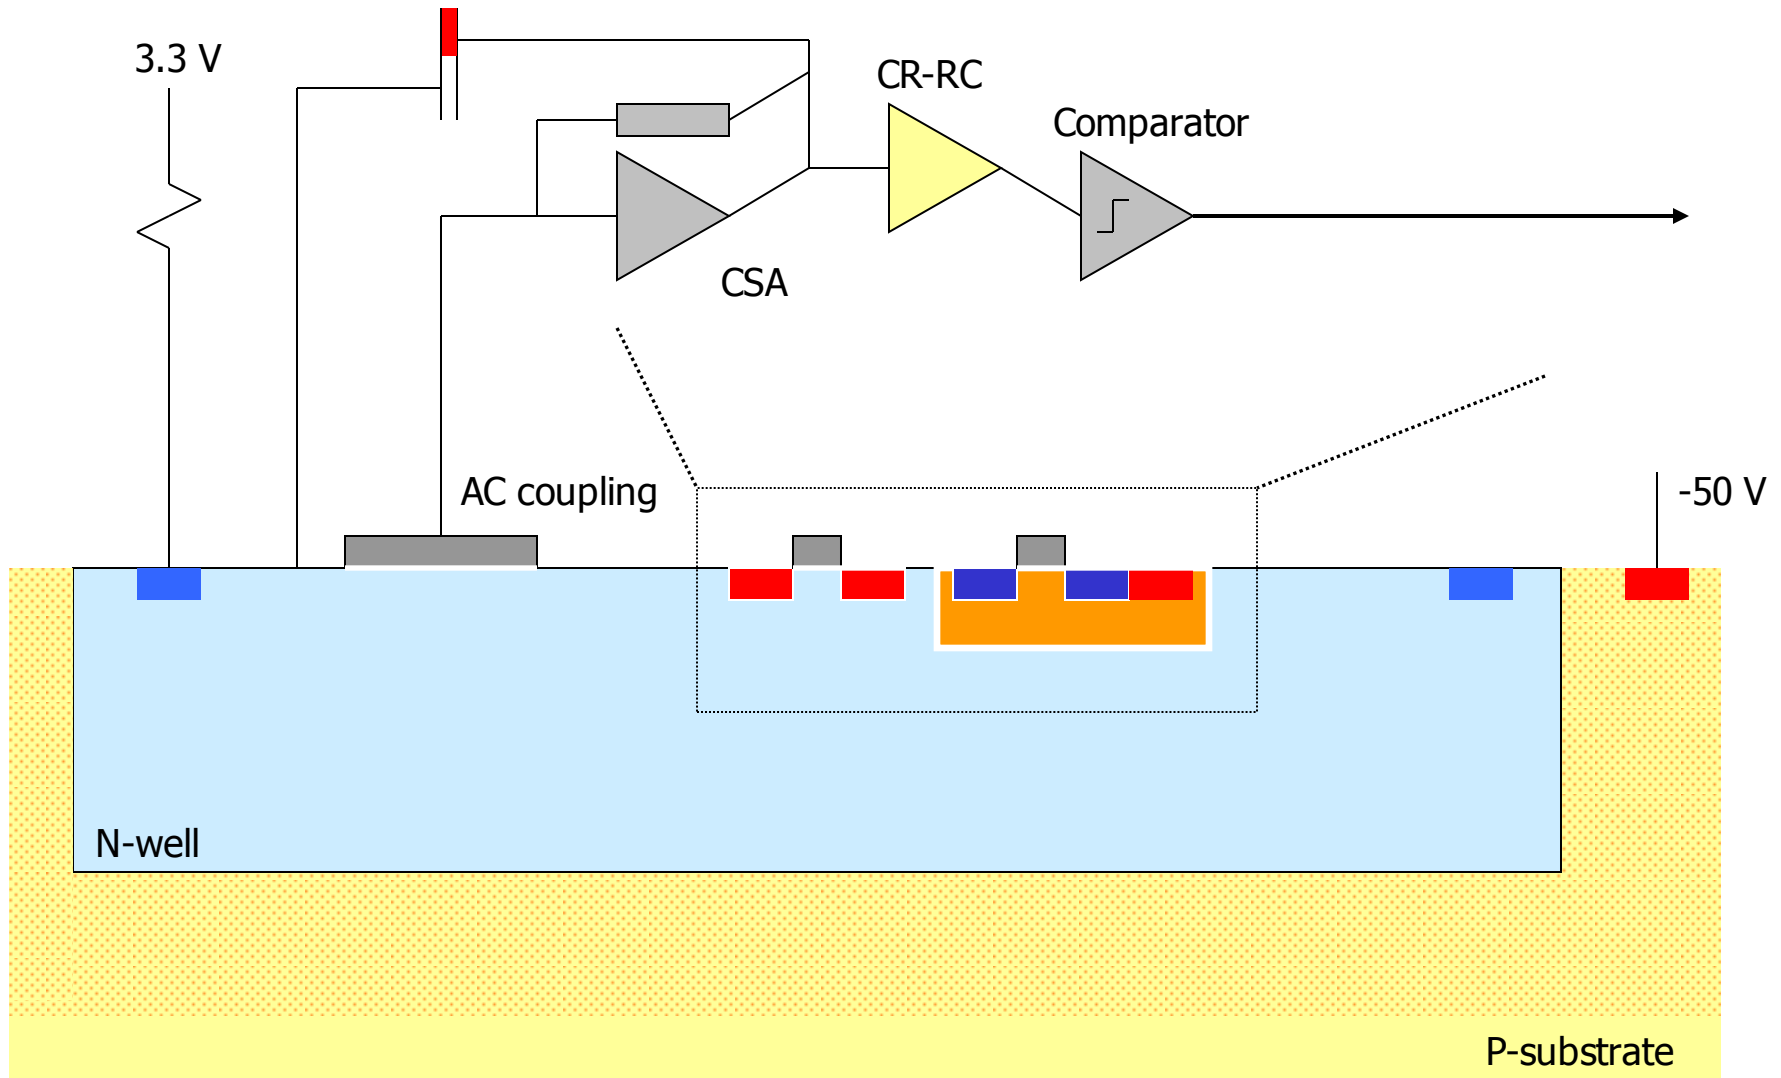 3.3 V
CR-RC
Comparator
CSA
AC coupling
-50 V
N-well
P-substrate